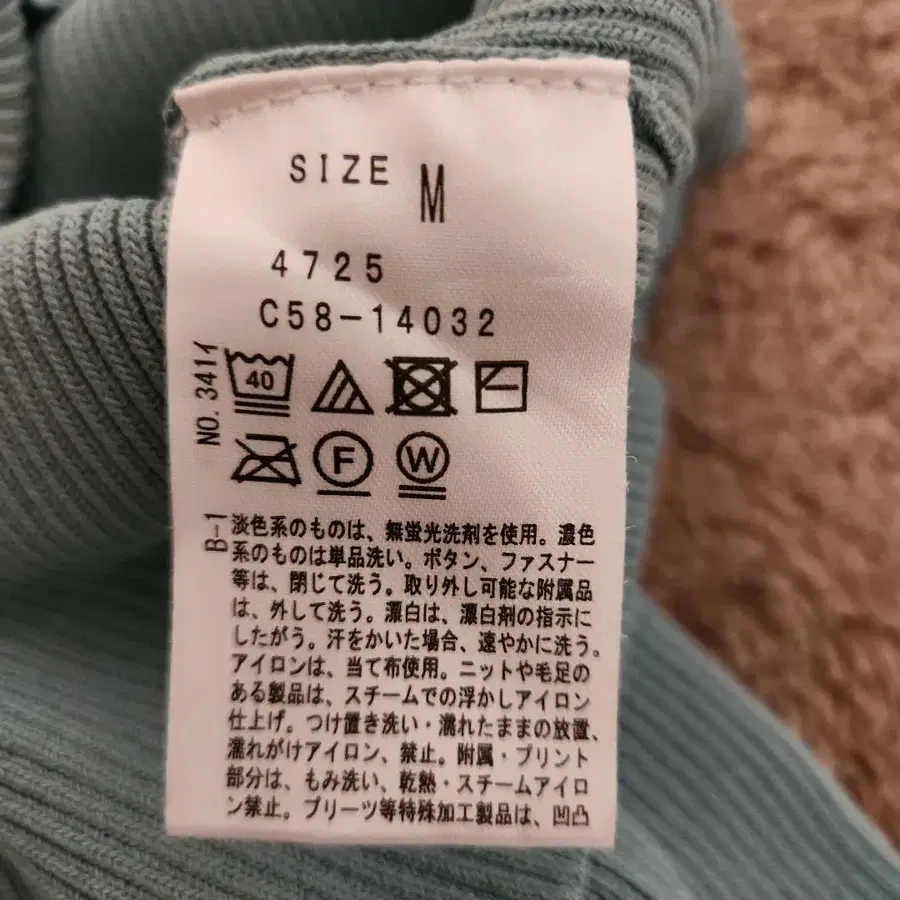 SIZE M
4725
C58-14032
NO. 341イ
40
F W
B-1
淡色系のものは、無蛍光洗剤を使用。濃色
系のものは単品洗い。ボタン、ファスナー
等は、閉じて洗う。取り外し可能な附属品
は、外して洗う。漂白は、漂白剤の指示に
したがう。汗をかいた場合、速やかに洗う。
アイロンは、当て布使用。ニットや毛足の
ある製品は、スチームでの浮かしアイロン
仕上げ。つけ置き洗い・濡れたままの放置、
濡れがけアイロン、禁止。附属・プリント
部分は、もみ洗い、乾熱・スチームアイロ
ン禁止。プリーツ等特殊加工製品は、凹凸